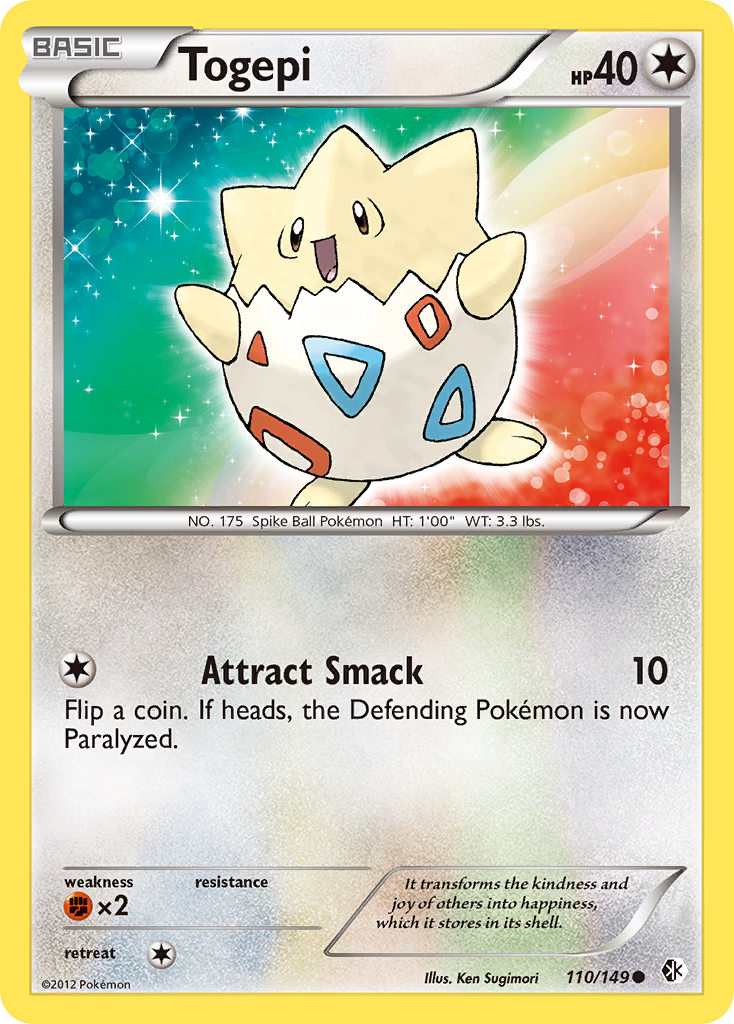 BASIC
Togepi
HP40
NO. 175 Spike Ball Pokémon HT: 1'00" WT: 3.3 lbs.
Attract Smack 10
Flip a coin. If heads, the Defending Pokémon is now
Paralyzed.
weakness resistance
×2
It transforms the kindness and
joy of others into happiness,
which it stores in its shell.
retreat
©2012 Pokémon
Illus. Ken Sugimori 110/149